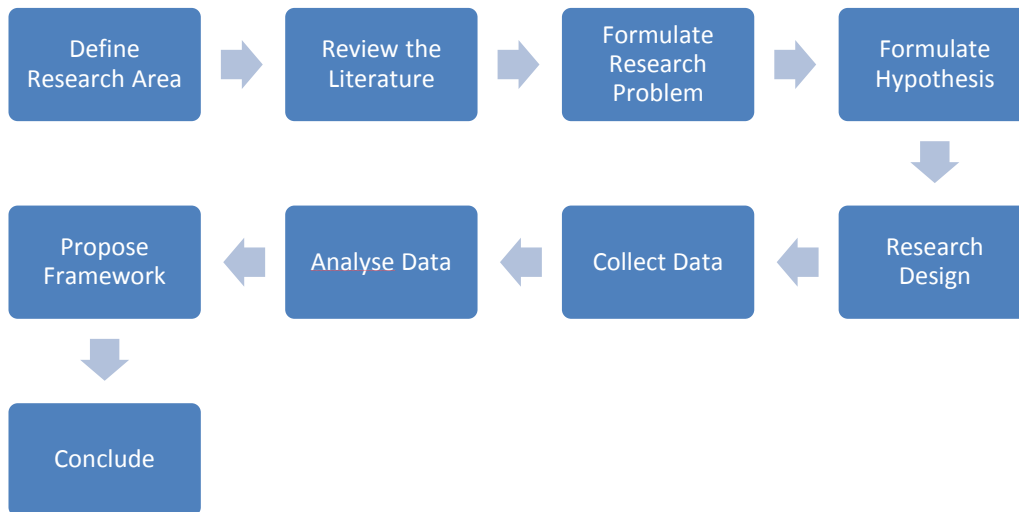 Define
Research Area
Review the
Literature
Formulate
Research
Problem
Formulate
Hypothesis
Research
Design
Collect Data
Analyse Data
Propose
Framework
Conclude